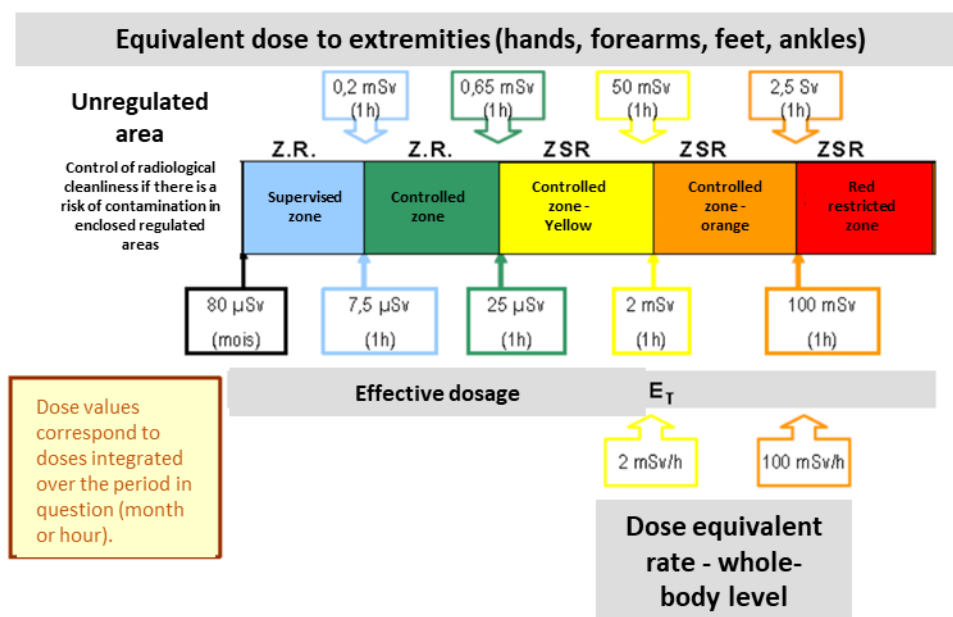 Equivalent dose to extremities (hands, forearms, feet, ankles)
Unregulated
area
Control of radiological
cleanliness if there is a
risk of contamination in
enclosed regulated
areas
0,2 mSv
(1h)
0,65 mSv
(1h)
50 mSv
(1h)
2,5 Sv
(1h)
Z.R.
Z.R.
ZSR
ZSR
ZSR
Supervised
zone
Controlled
zone
Controlled
zone -
Yellow
Controlled
zone -
orange
Red
restricted
zone
80 µSv
(mois)
7,5 µSv
(1h)
25 µSv
(1h)
2 mSv
(1h)
100 mSv
(1h)
Effective dosage
E_T
Dose values
correspond to
doses integrated
over the period in
question (month
or hour).
2 mSv/h
100 mSv/h
Dose equivalent
rate - whole-
body level